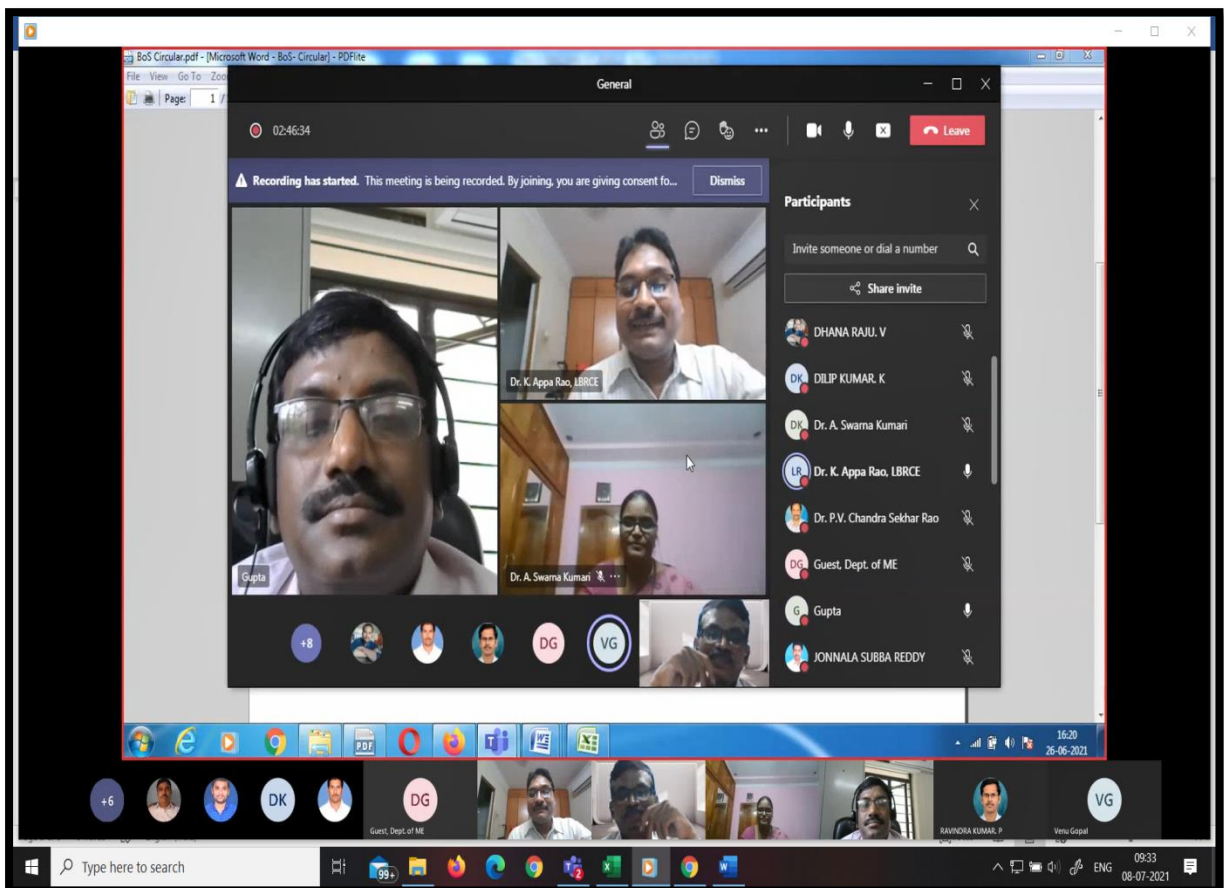 BoS Circular.pdf - [Microsoft Word - BoS- Circular] - PDFlite
File View Go To Zoo
Page: 1 /
General
02:46:34
Leave
Recording has started. This meeting is being recorded. By joining, you are giving consent fo...
Dismiss
Participants
Invite someone or dial a number
Share invite
DHANA RAJU. V
DK DILIP KUMAR. K
DK Dr. A. Swarna Kumari
LR Dr. K. Appa Rao, LBRCE
Dr. P.V. Chandra Sekhar Rao
DG Guest, Dept. of ME
G Gupta
JONNALA SUBBA REDDY
Dr. K. Appa Rao, LBRCE
Gupta
Dr. A. Swarna Kumari
+8
DG
VG
PDF
16:20
26-06-2021
+6
DK
DG
Guest, Dept. of ME
RAVINDRA KUMAR. P
VG
Venu Gopal
Type here to search
99+
2
ENG
09:33
08-07-2021